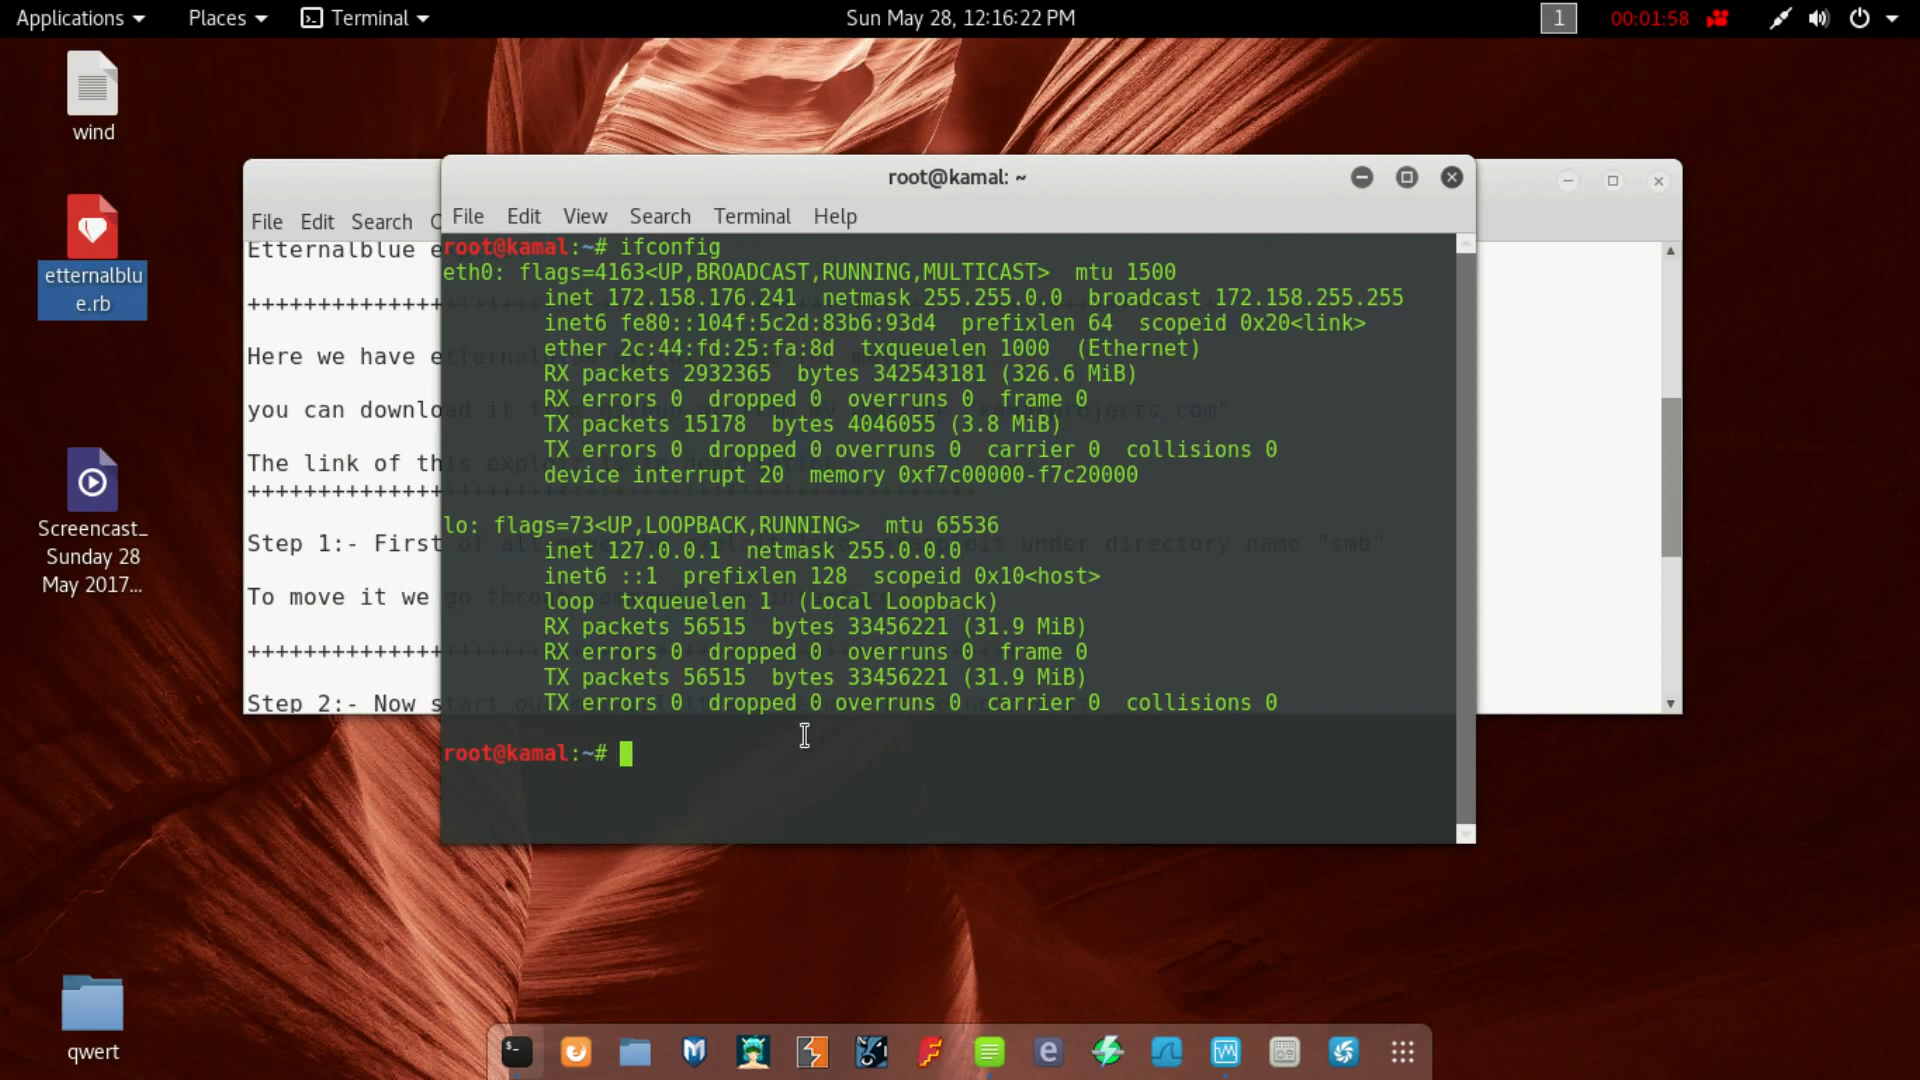 Applications
Places
Terminal
Sun May 28, 12:16:22 PM
1
00:01:58
wind
etternalblu
e.rb
Screencast_
Sunday 28
May 2017...
qwert
File Edit Search
Etternalblue
++++++++++++++++++
Here we have
you can download
The link of this
++++++++++++++++++
Step 1:- First of all
under directory name "smb"
To move it we go
++++++++++++++++++
Step 2:- Now start
root@kamal: ~
File Edit View Search Terminal Help
root@kamal:~# ifconfig
eth0: flags=4163<UP,BROADCAST,RUNNING,MULTICAST>  mtu 1500
inet 172.158.176.241  netmask 255.255.0.0  broadcast 172.158.255.255
inet6 fe80::104f:5c2d:83b6:93d4  prefixlen 64  scopeid 0x20<link>
ether 2c:44:fd:25:fa:8d  txqueuelen 1000  (Ethernet)
RX packets 2932365  bytes 342543181 (326.6 MiB)
RX errors 0  dropped 0  overruns 0  frame 0
TX packets 15178  bytes 4046055 (3.8 MiB)
TX errors 0  dropped 0 overruns 0  carrier 0  collisions 0
device interrupt 20  memory 0xf7c00000-f7c20000
lo: flags=73<UP,LOOPBACK,RUNNING>  mtu 65536
inet 127.0.0.1  netmask 255.0.0.0
inet6 ::1  prefixlen 128  scopeid 0x10<host>
loop  txqueuelen 1  (Local Loopback)
RX packets 56515  bytes 33456221 (31.9 MiB)
RX errors 0  dropped 0  overruns 0  frame 0
TX packets 56515  bytes 33456221 (31.9 MiB)
TX errors 0  dropped 0 overruns 0  carrier 0  collisions 0
root@kamal:~#